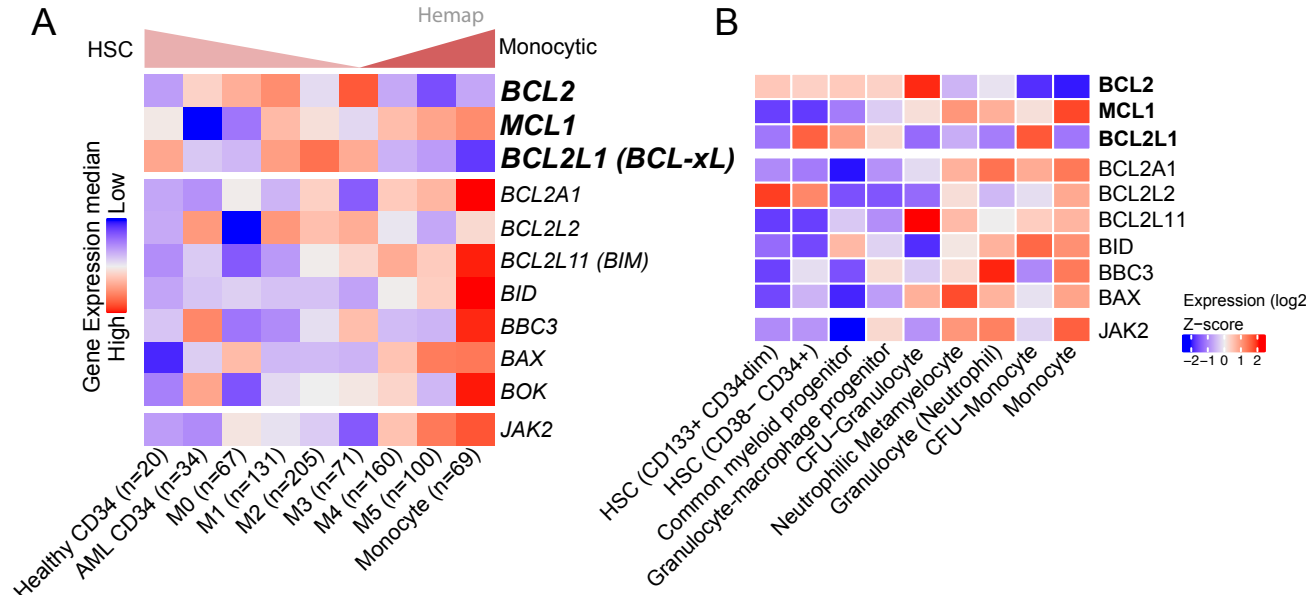 A
Hemap
HSC
Monocytic
BCL2
MCL1
BCL2L1 (BCL-xL)
BCL2A1
BCL2L2
BCL2L11 (BIM)
BID
BBC3
BAX
BOK
JAK2
Gene Expression median
High Low
Healthy CD34 (n=20)
AML CD34 (n=34)
M0 (n=67)
M1 (n=131)
M2 (n=205)
M3 (n=71)
M4 (n=160)
M5 (n=100)
Monocyte (n=69)
B
BCL2
MCL1
BCL2L1
BCL2A1
BCL2L2
BCL2L11
BID
BBC3
BAX
JAK2
HSC (CD133+ CD34dim)
HSC (CD38− CD34+)
Common myeloid progenitor
Granulocyte-macrophage progenitor
CFU−Granulocyte
Neutrophilic Metamyelocyte
Granulocyte (Neutrophil)
CFU−Monocyte
Monocyte
Expression (log2
Z−score
−2 −1 0 1 2